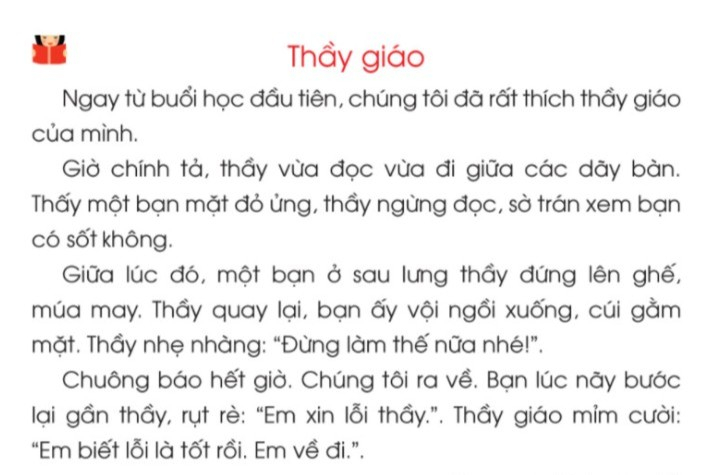 Thầy giáo
Ngay từ buổi học đầu tiên, chúng tôi đã rất thích thầy giáo
của mình.
Giờ chính tả, thầy vừa đọc vừa đi giữa các dãy bàn.
Thấy một bạn mặt đỏ ửng, thầy ngừng đọc, sờ trán xem bạn
có sốt không.
Giữa lúc đó, một bạn ở sau lưng thầy đứng lên ghế,
múa may. Thầy quay lại, bạn ấy vội ngồi xuống, cúi gằm
mặt. Thầy nhẹ nhàng: “Đừng làm thế nữa nhé!”.
Chuông báo hết giờ. Chúng tôi ra về. Bạn lúc nãy bước
lại gần thầy, rụt rè: “Em xin lỗi thầy.”. Thầy giáo mỉm cười:
“Em biết lỗi là tốt rồi. Em về đi.”.